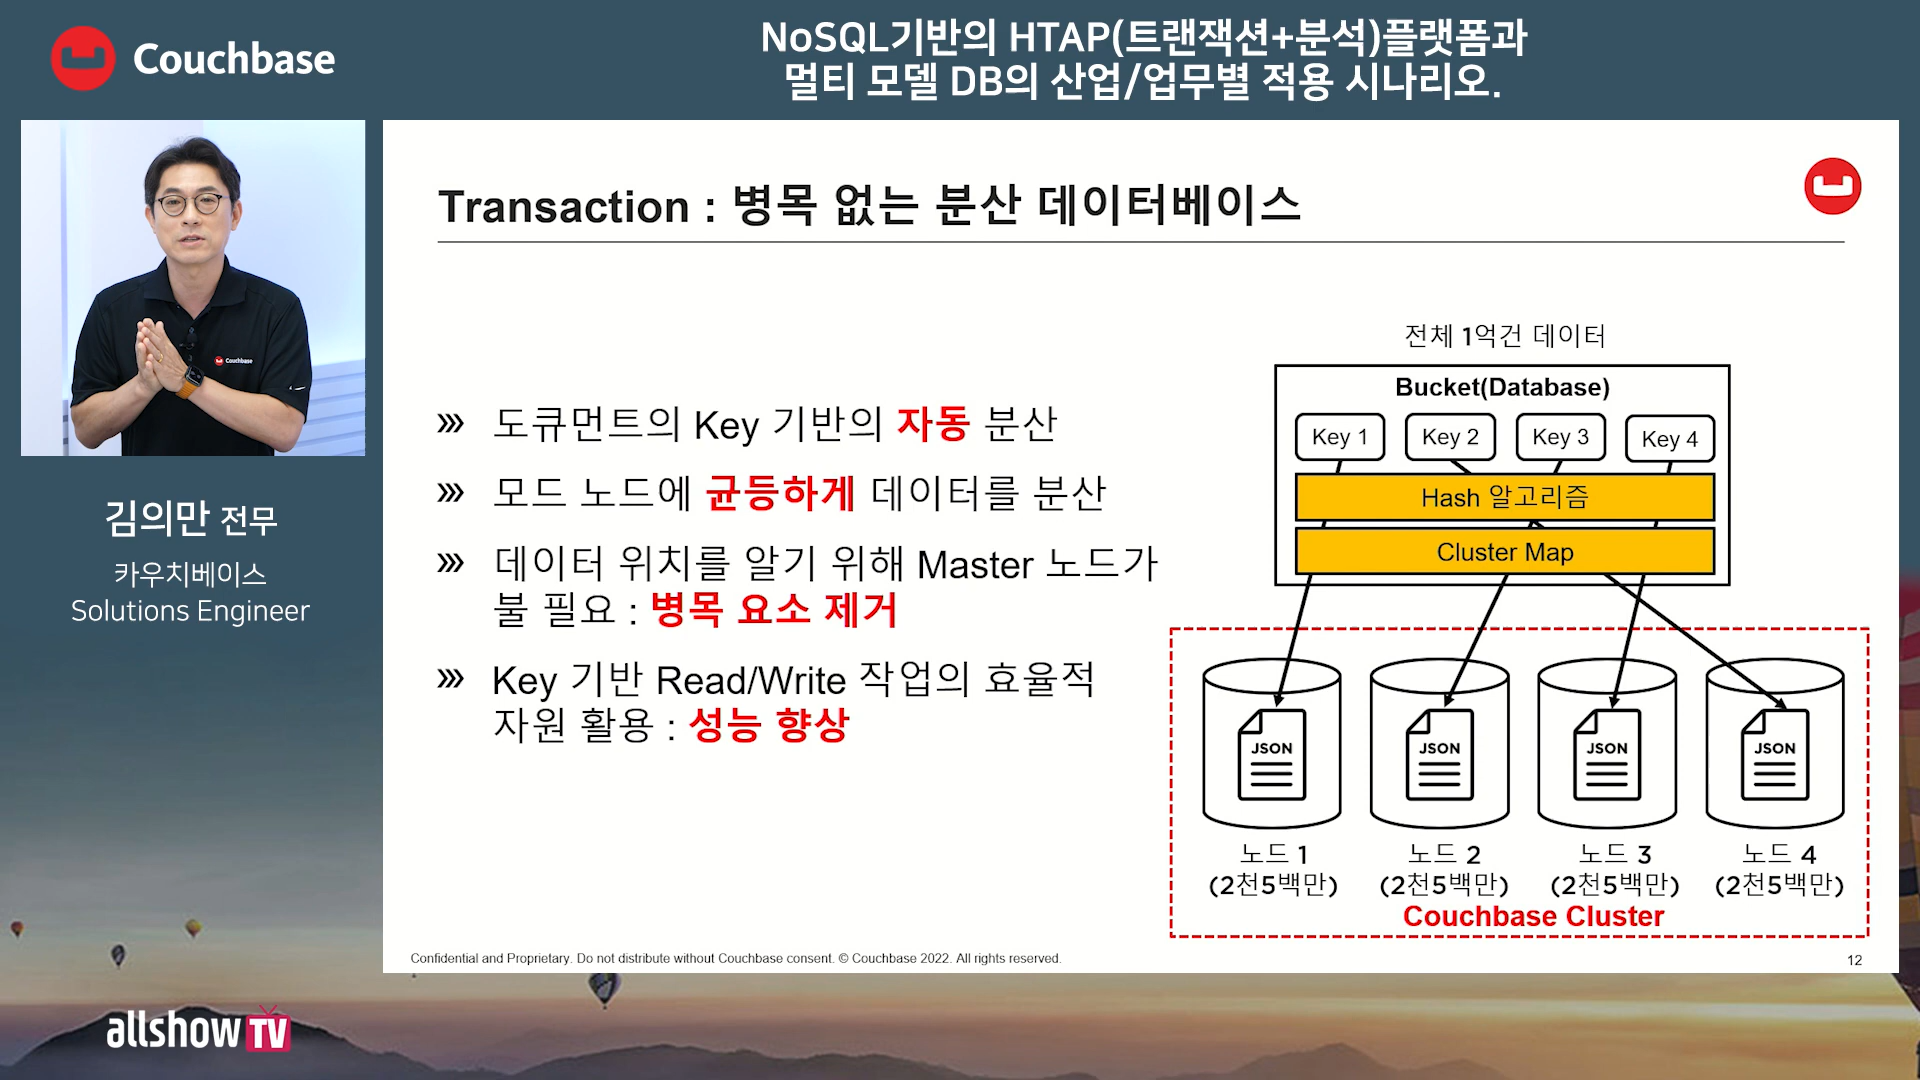 Couchbase
NoSQL기반의 HTAP(트랜잭션+분석)플랫폼과
멀티 모델 DB의 산업/업무별 적용 시나리오.
Couchbase
김의만 전무
카우치베이스
Solutions Engineer
Transaction : 병목 없는 분산 데이터베이스
도큐먼트의 Key 기반의 자동 분산
모드 노드에 균등하게 데이터를 분산
데이터 위치를 알기 위해 Master 노드가
불 필요 : 병목 요소 제거
Key 기반 Read/Write 작업의 효율적
자원 활용 : 성능 향상
전체 1억건 데이터
Bucket(Database)
Key 1 Key 2 Key 3 Key 4
Hash 알고리즘
Cluster Map
JSON JSON JSON JSON
노드 1 노드 2 노드 3 노드 4
(2천5백만) (2천5백만) (2천5백만) (2천5백만)
Couchbase Cluster
Confidential and Proprietary. Do not distribute without Couchbase consent. © Couchbase 2022. All rights reserved.
12
allshow TV